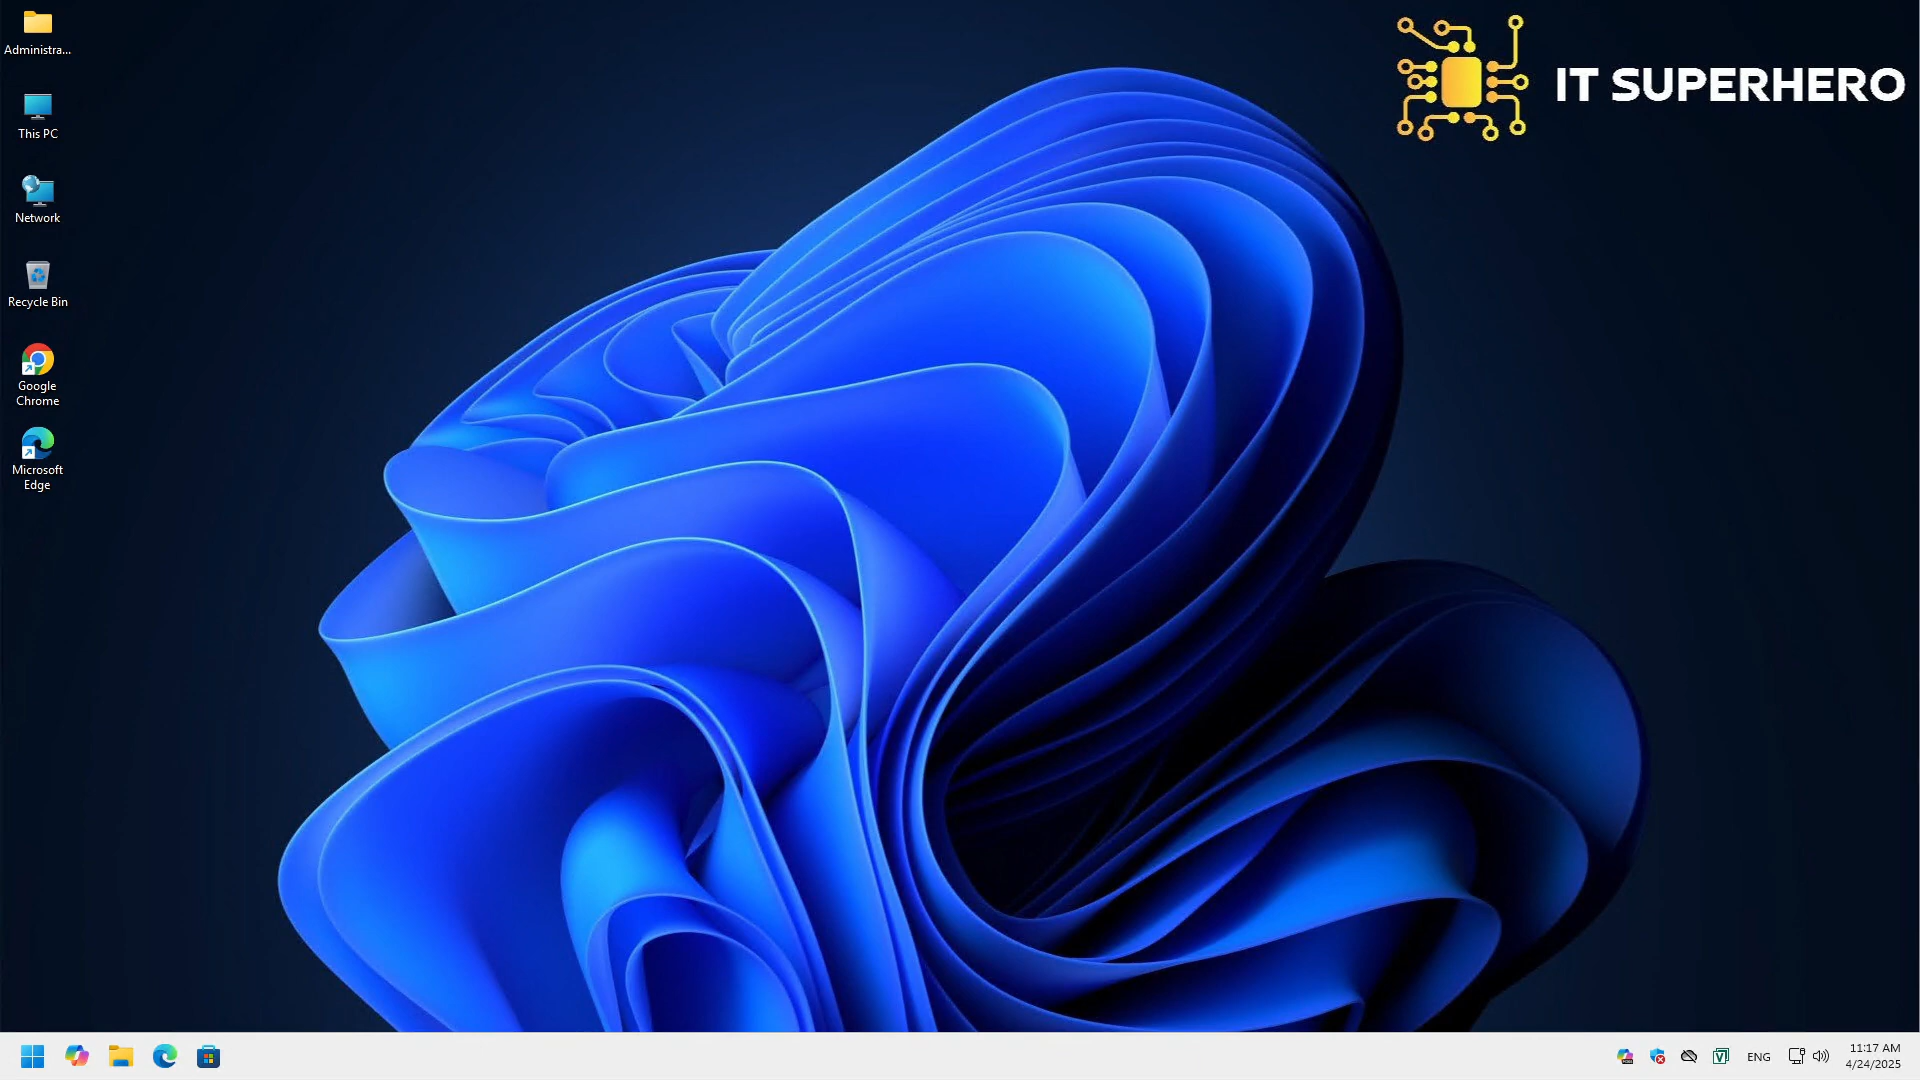 Administra...
This PC
Network
Recycle Bin
Google
Chrome
Microsoft
Edge
IT SUPERHERO
ENG
11:17 AM
4/24/2025